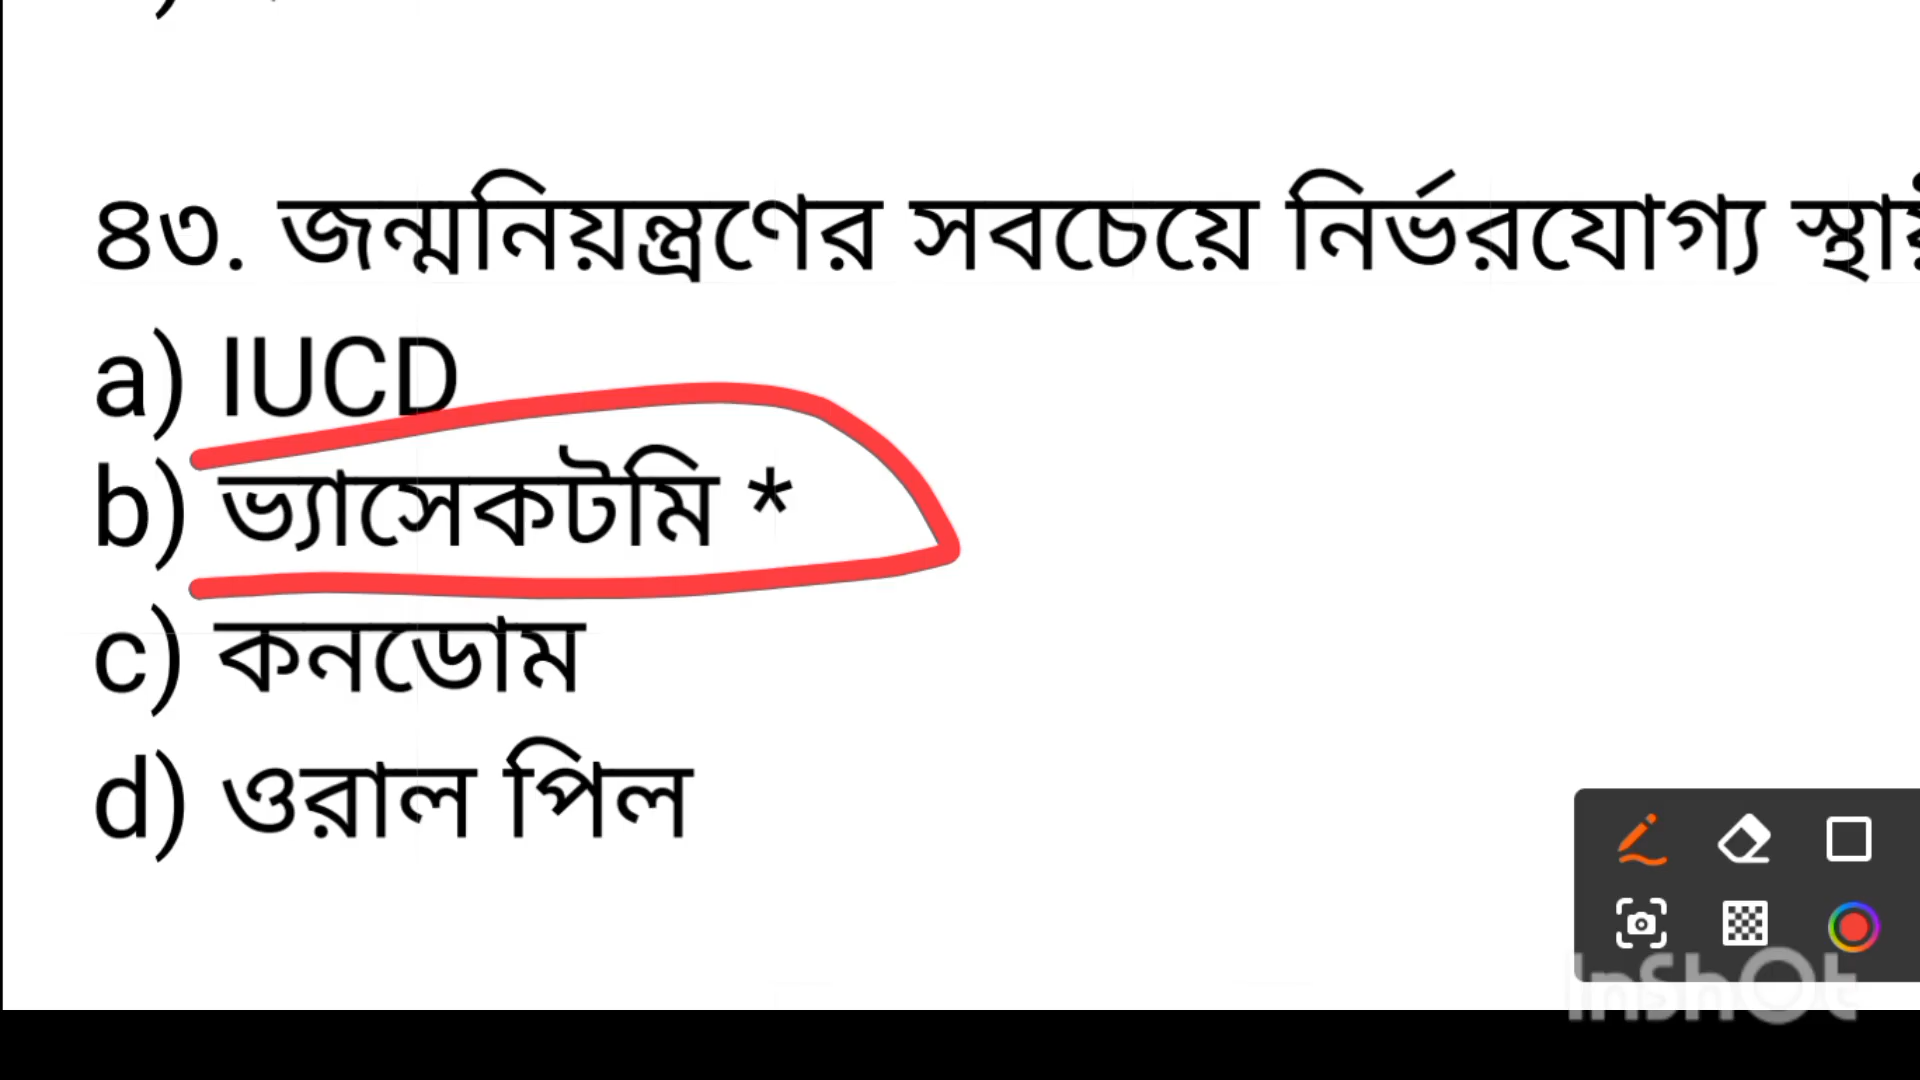 ৪৩. জন্মনিয়ন্ত্রণের সবচেয়ে নির্ভরযোগ্য
a) IUCD
b) ভ্যাসেকটমি *
c) কনডোম
d) ওরাল পিল
InShOt